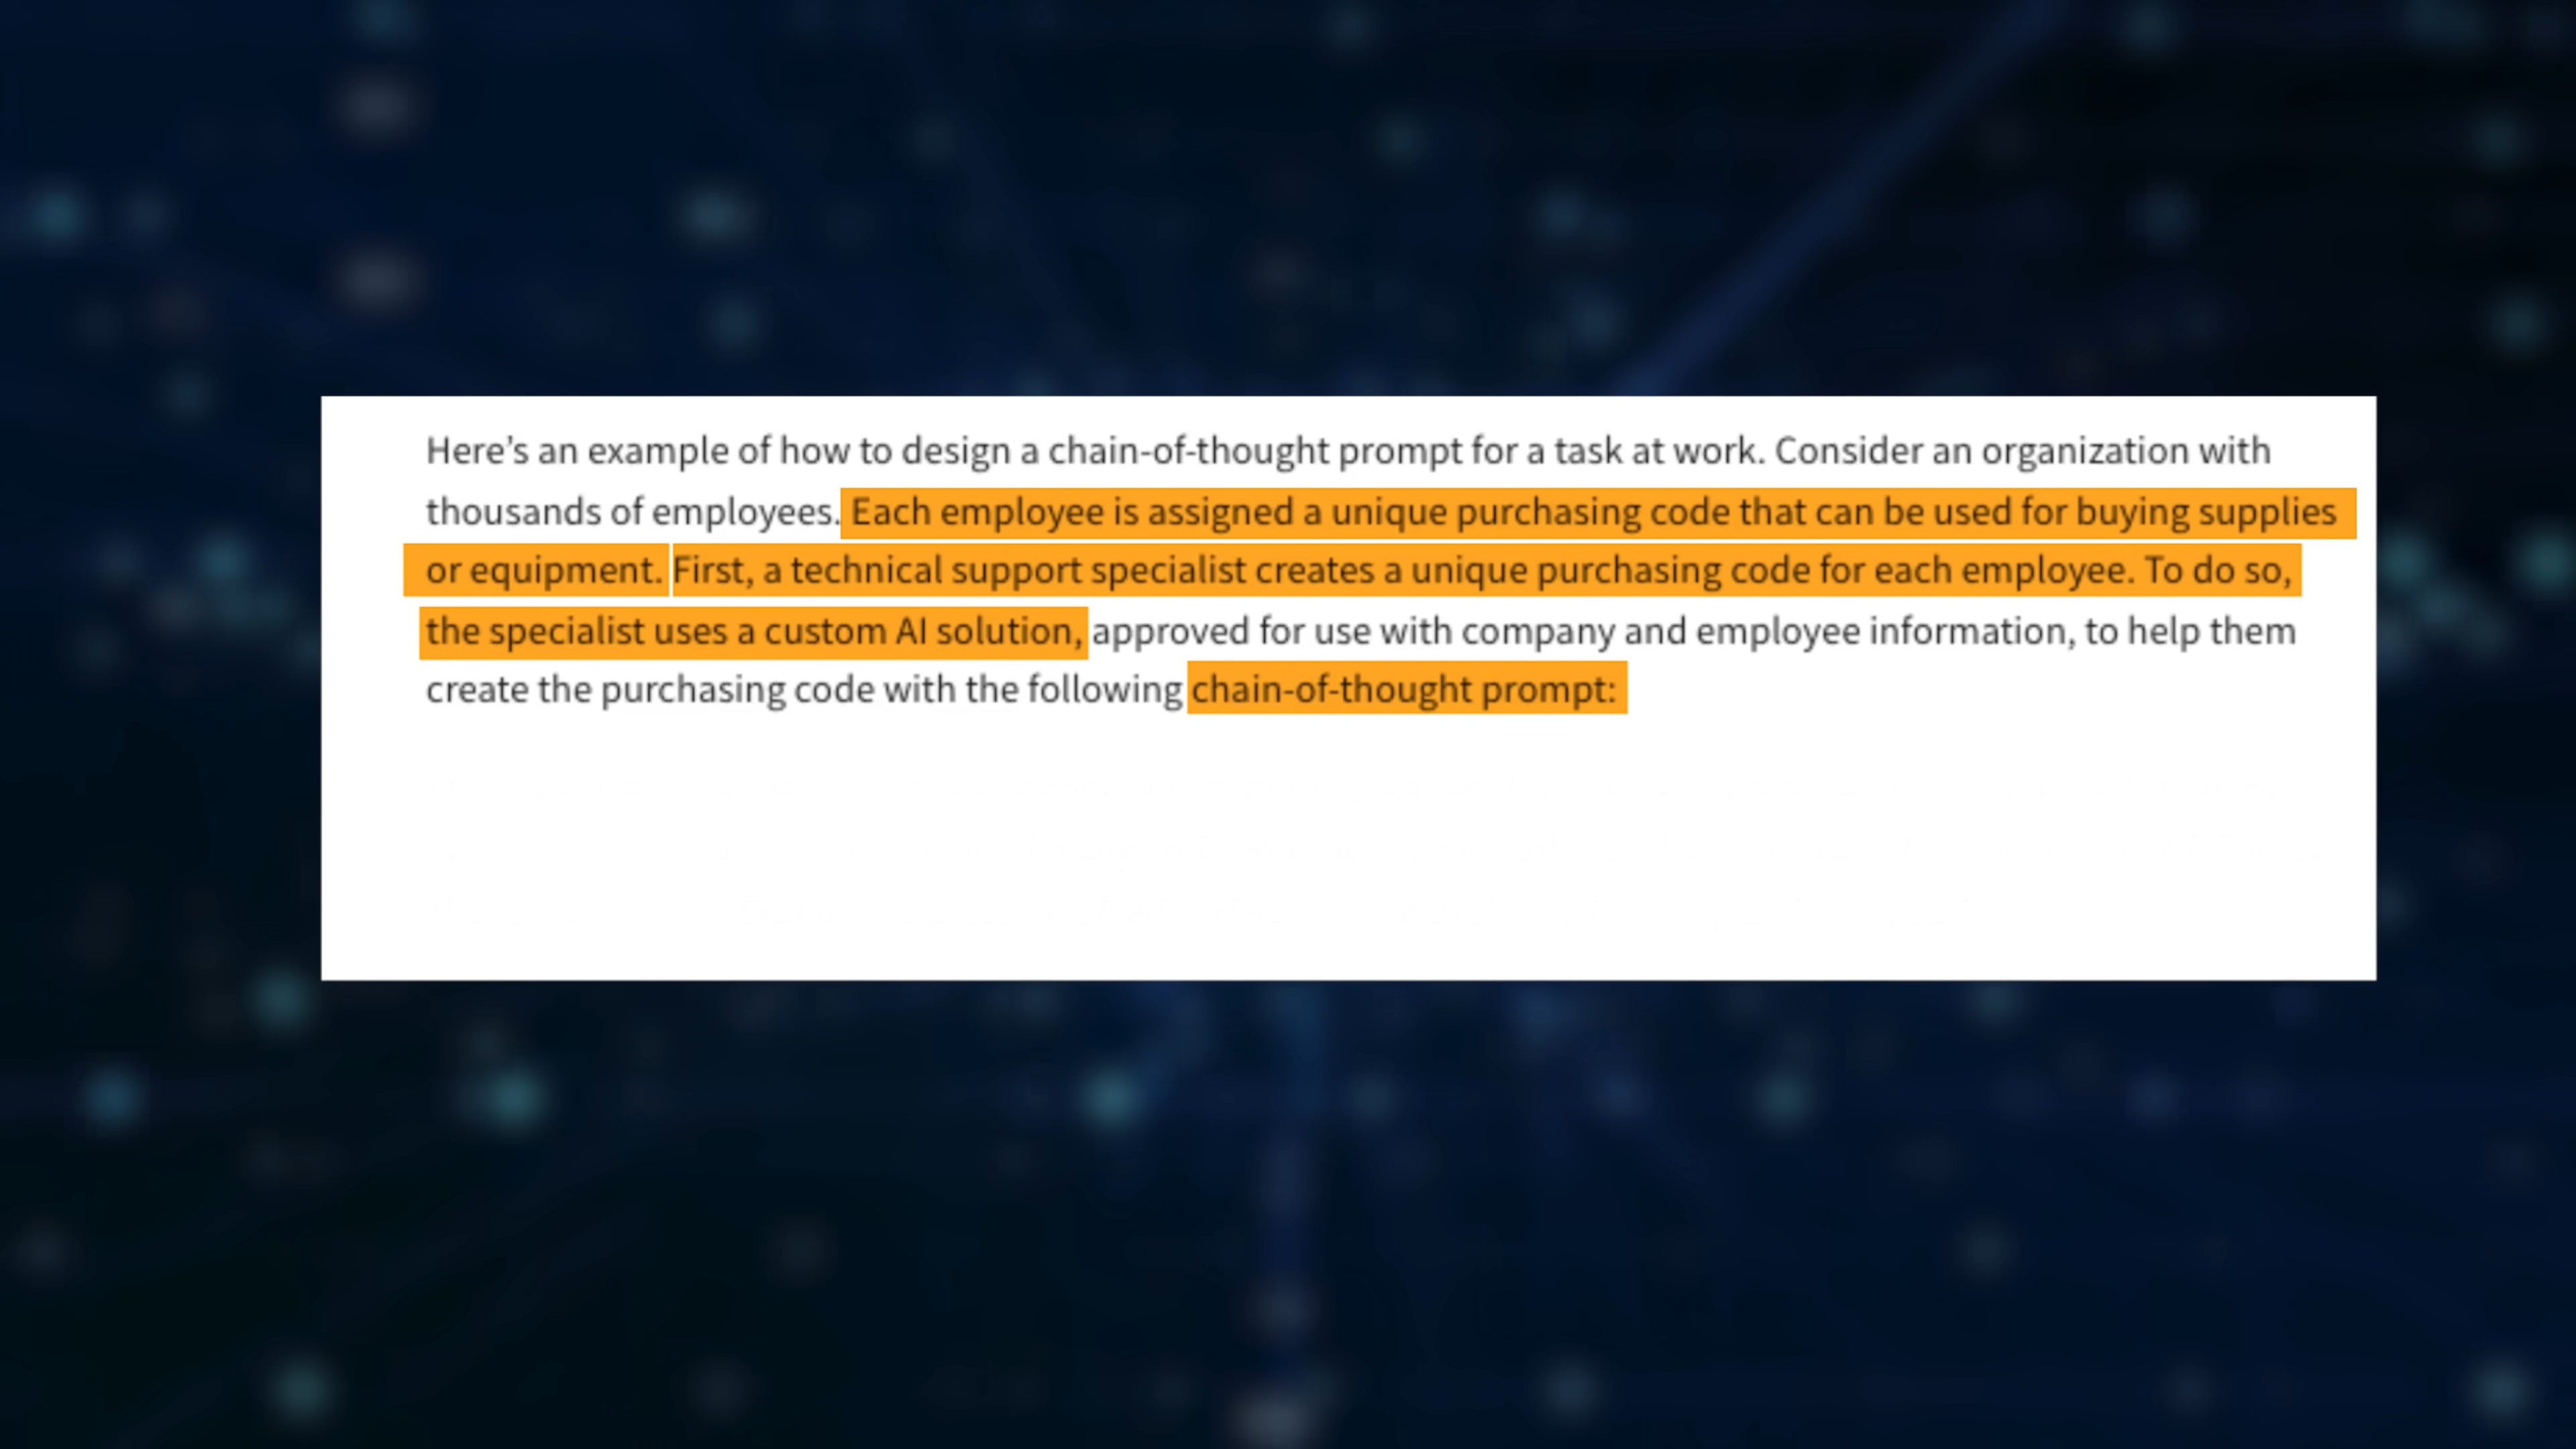 Here’s an example of how to design a chain-of-thought prompt for a task at work. Consider an organization with
thousands of employees. Each employee is assigned a unique purchasing code that can be used for buying supplies
or equipment. First, a technical support specialist creates a unique purchasing code for each employee. To do so,
the specialist uses a custom AI solution, approved for use with company and employee information, to help them
create the purchasing code with the following chain-of-thought prompt: